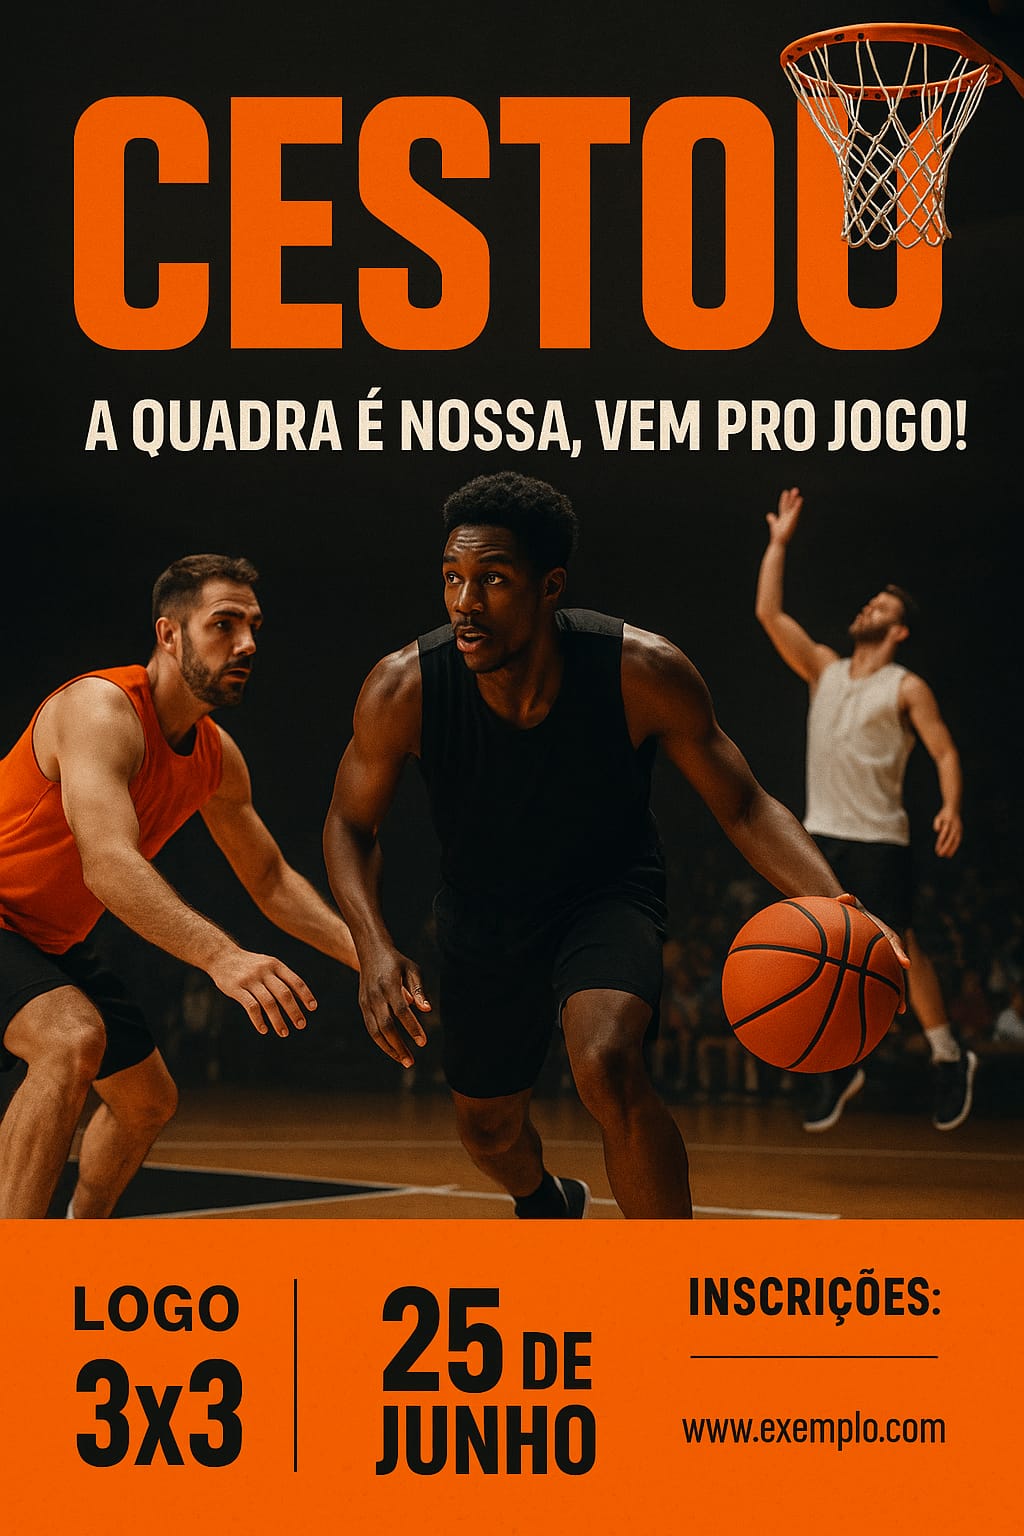 CESTOU
A QUADRA É NOSSA, VEM PRO JOGO!
LOGO
3x3
25 DE
JUNHO
INSCRIÇÕES:
www.exemplo.com